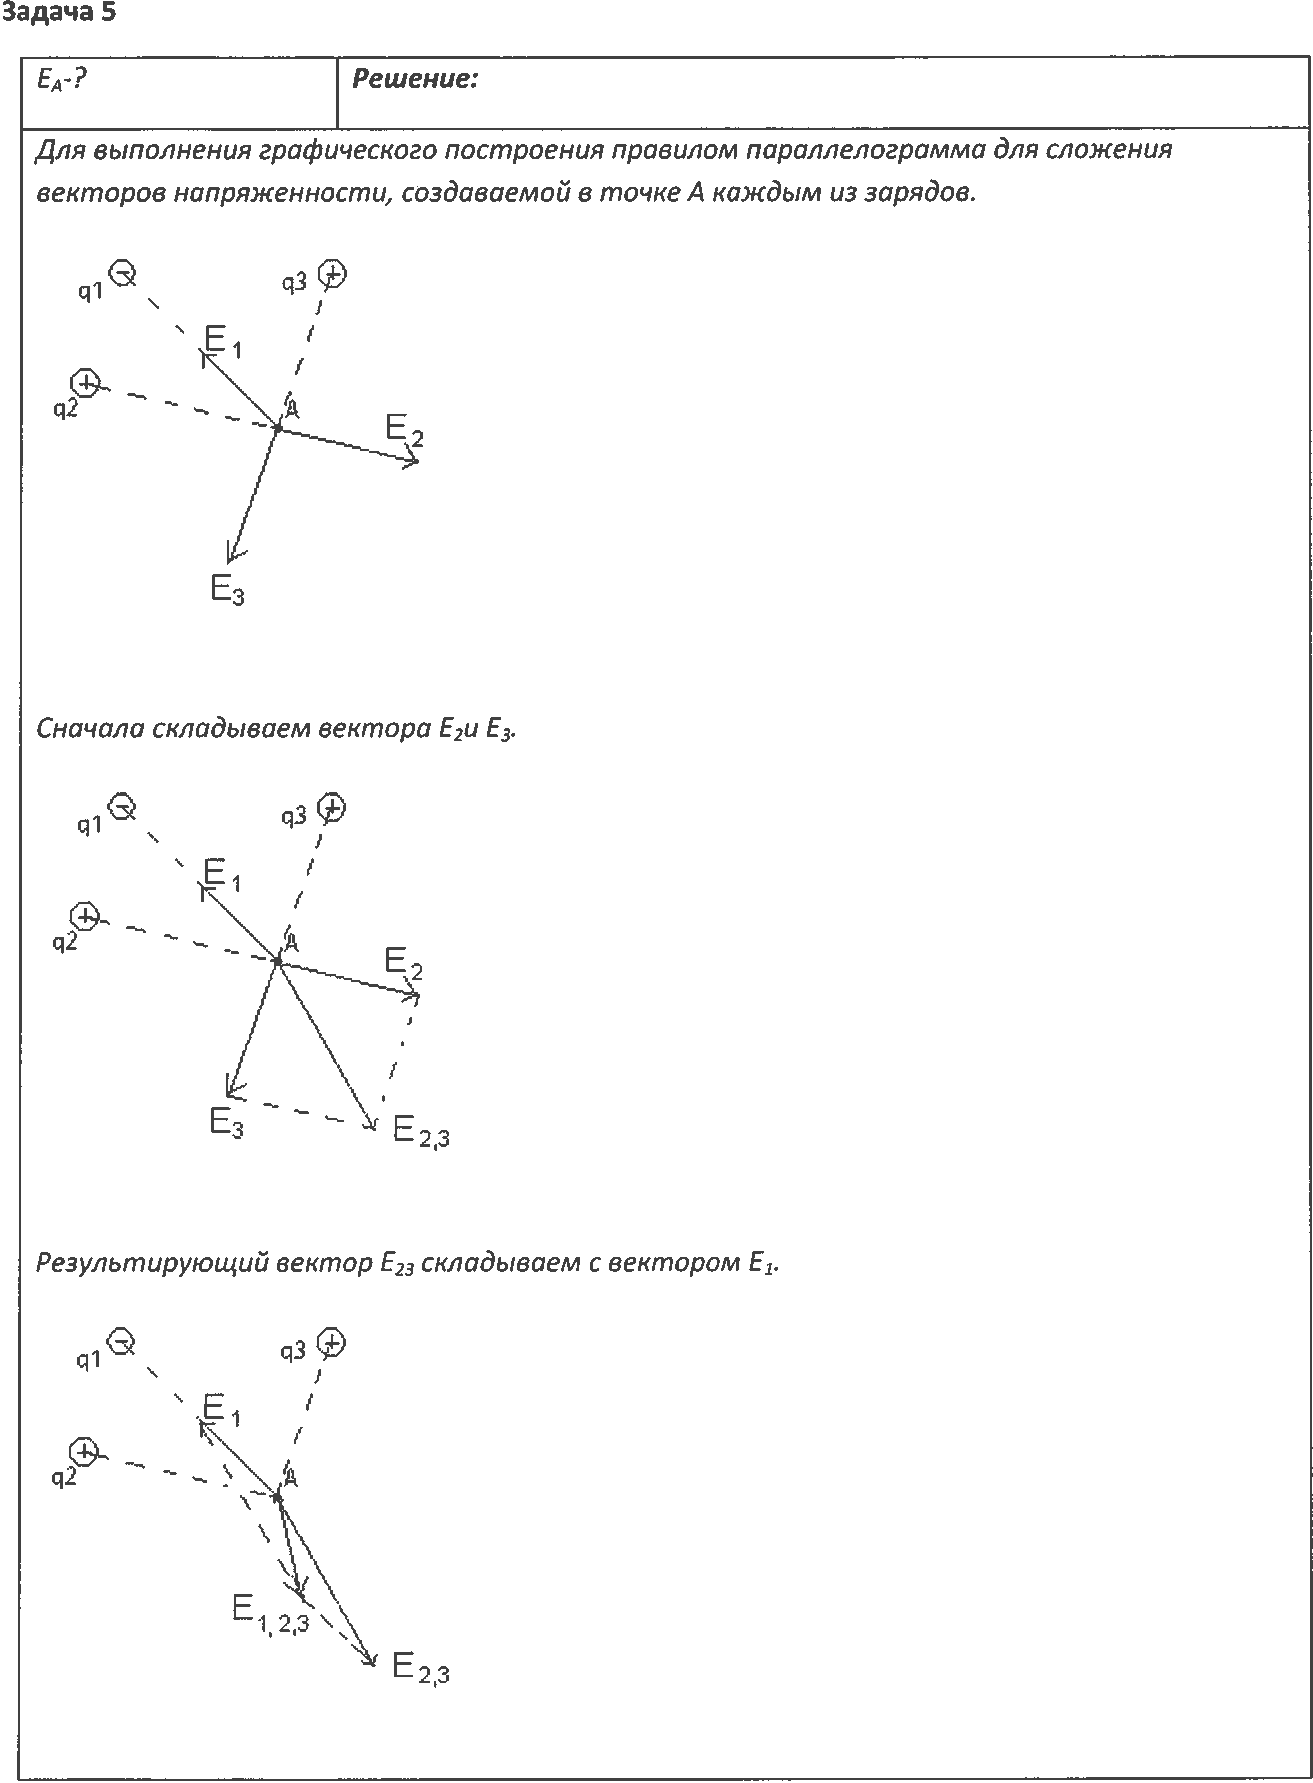 Задача 5
Eₐ-?
Решение:
Для выполнения графического построения правилом параллелограмма для сложения
векторов напряженности, создаваемой в точке А каждым из зарядов.
q1
q3
E₁
q2
A
E₂
E₃
Сначала складываем вектора E₂и E₃.
q1
q3
E₁
q2
A
E₂
E₃
E₂,₃
Результирующий вектор E₂₃ складываем с вектором E₁.
q1
q3
E₁
q2
A
E₁,₂,₃
E₂,₃